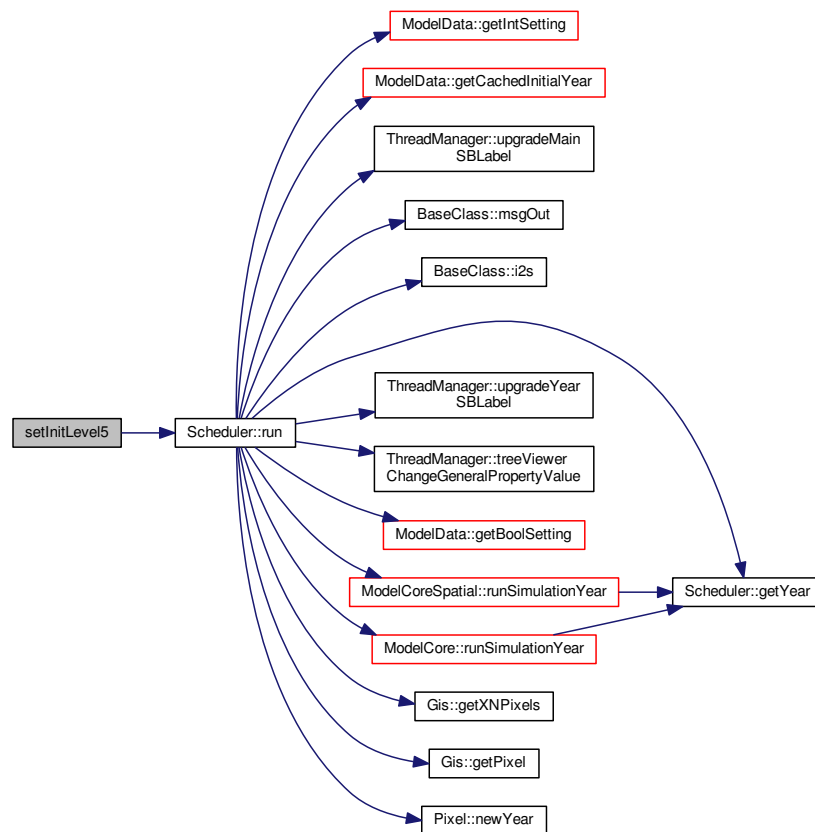 ModelData::getIntSetting
ModelData::getCachedInitialYear
ThreadManager::upgradeMain
SBLabel
BaseClass::msgOut
BaseClass::i2s
ThreadManager::upgradeYear
SBLabel
setInitLevel5
Scheduler::run
ThreadManager::treeViewer
ChangeGeneralPropertyValue
ModelData::getBoolSetting
ModelCoreSpatial::runSimulationYear
Scheduler::getYear
ModelCore::runSimulationYear
Gis::getXNPixels
Gis::getPixel
Pixel::newYear